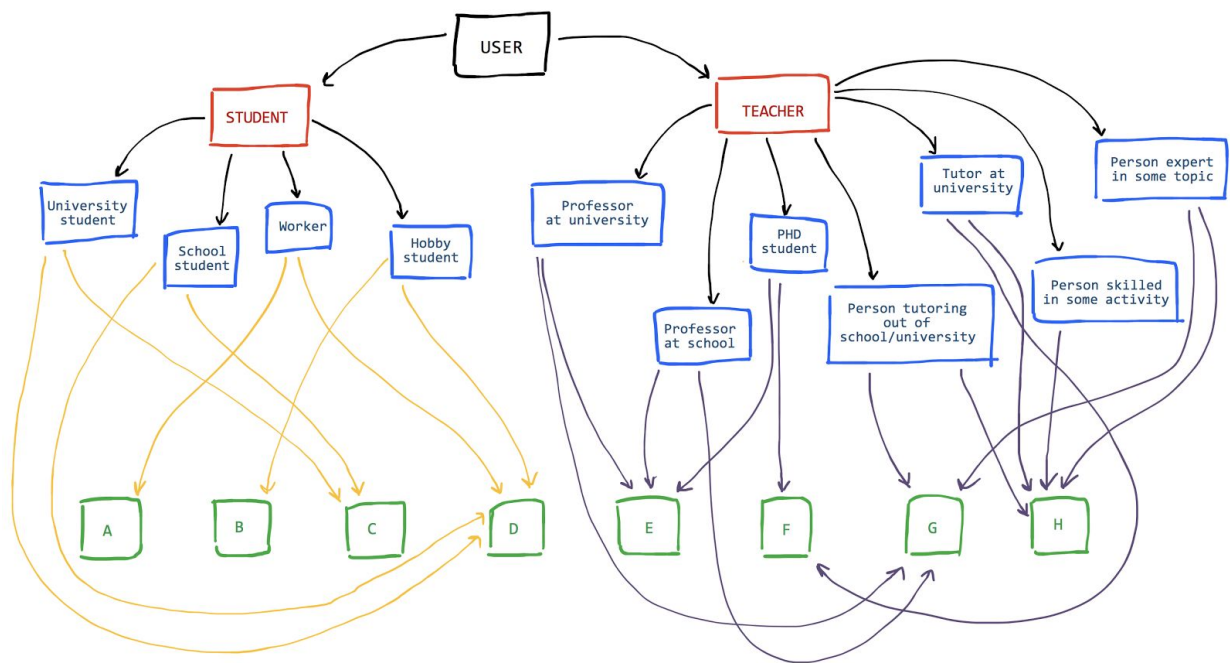 USER
STUDENT
TEACHER
University
student
School
student
Worker
Hobby
student
Professor
at university
Professor
at school
PHD
student
Person tutoring
out of
school/university
Tutor at
university
Person skilled
in some activity
Person expert
in some topic
A
B
C
D
E
F
G
H